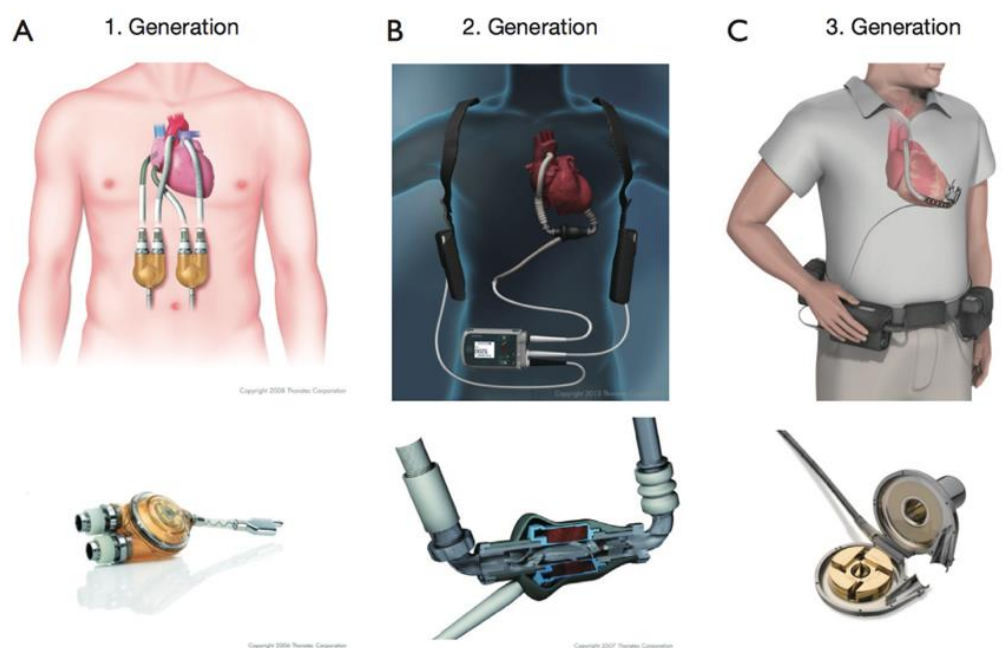 A
1. Generation
B
2. Generation
C
3. Generation
Copyright 2008 Thoratec Corporation
Copyright 2013 Thoratec Corporation
Copyright 2006 Thoratec Corporation
Copyright 2007 Thoratec Corporation